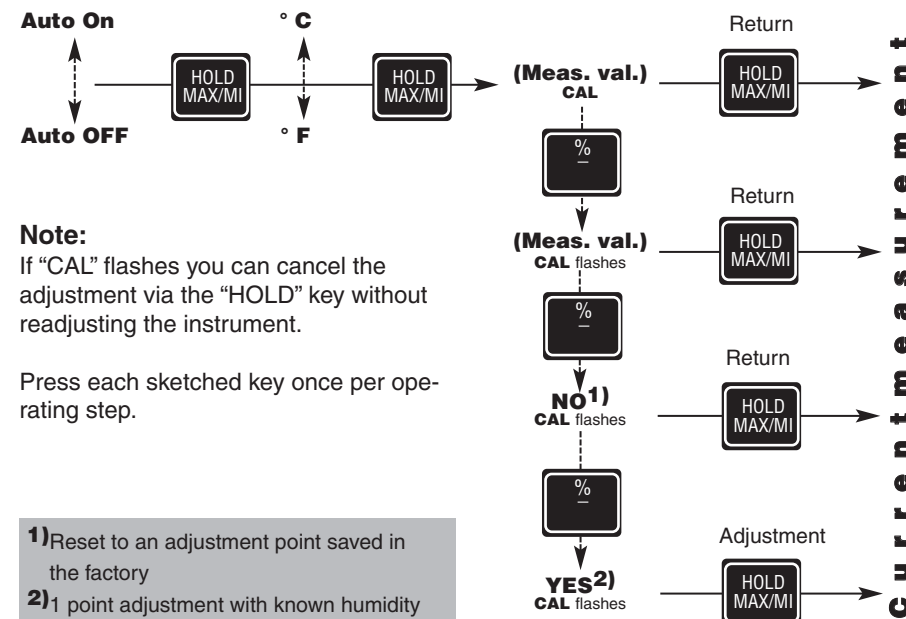 Auto On
° C
HOLD
MAX/MI
HOLD
MAX/MI
Auto OFF
° F
(Meas. val.)
CAL
Return
HOLD
MAX/MI
%
–
(Meas. val.)
CAL flashes
Return
HOLD
MAX/MI
%
–
NO1)
CAL flashes
Return
HOLD
MAX/MI
%
–
YES2)
CAL flashes
Adjustment
HOLD
MAX/MI
Current measurement
Note:
If “CAL” flashes you can cancel the
adjustment via the “HOLD” key without
readjusting the instrument.
Press each sketched key once per ope-
rating step.
1)Reset to an adjustment point saved in
the factory
2)1 point adjustment with known humidity